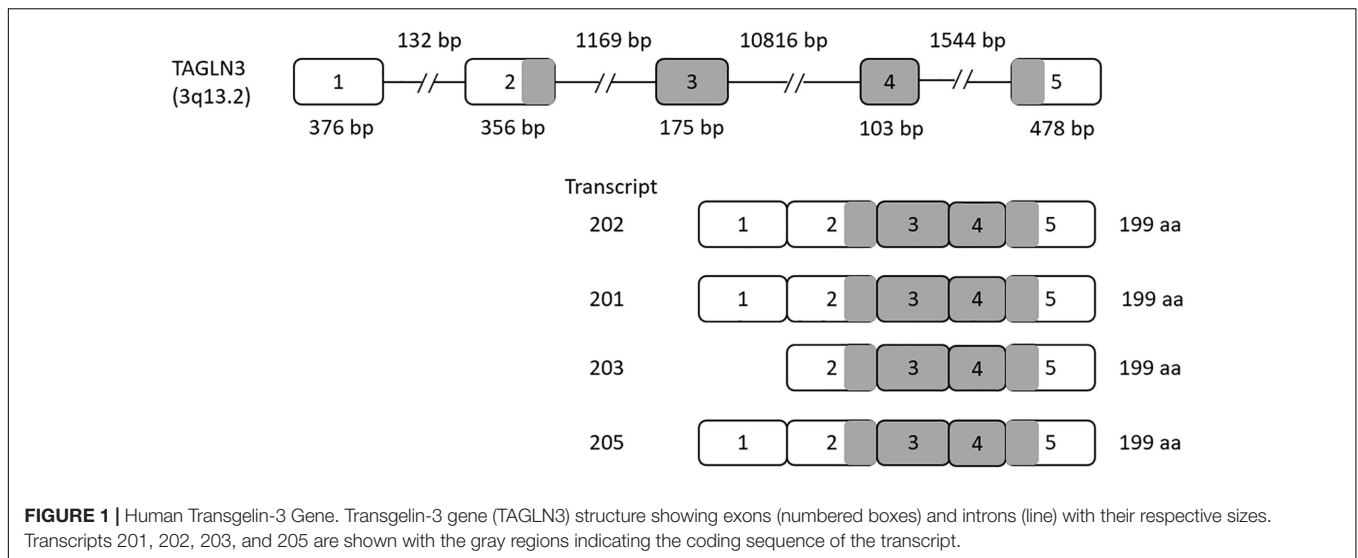 132 bp 1169 bp 10816 bp 1544 bp
TAGLN3
(3q13.2)
1 2 3 4 5
376 bp 356 bp 175 bp 103 bp 478 bp
Transcript
202 1 2 3 4 5 199 aa
201 1 2 3 4 5 199 aa
203 2 3 4 5 199 aa
205 1 2 3 4 5 199 aa
FIGURE 1 | Human Transgelin-3 Gene. Transgelin-3 gene (TAGLN3) structure showing exons (numbered boxes) and introns (line) with their respective sizes.
Transcripts 201, 202, 203, and 205 are shown with the gray regions indicating the coding sequence of the transcript.